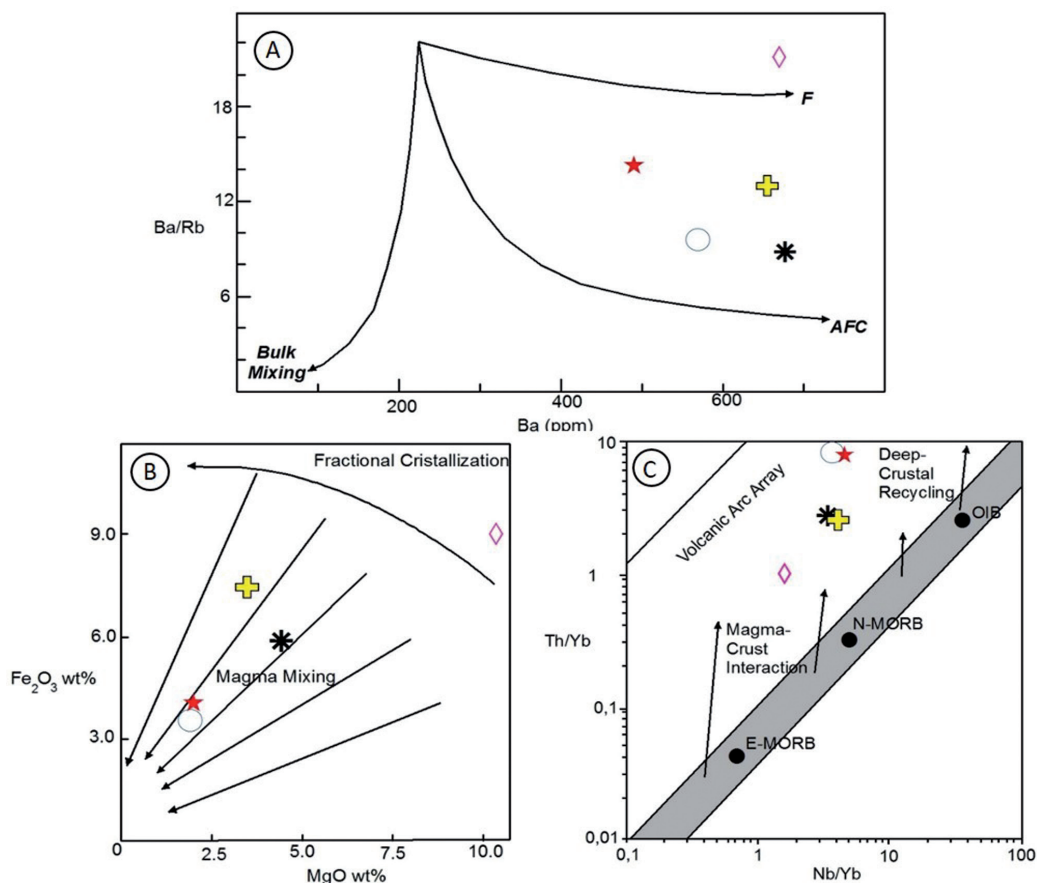 A
18
12
Ba/Rb
6
F
AFC
Bulk
Mixing
200
400
600
Ba (ppm)
B
Fractional Cristallization
9.0
6.0
Fe₂O₃ wt%
Magma Mixing
3.0
0
2.5
5.0
7.5
10.0
MgO wt%
C
10
Deep-
Crustal
Recycling
Volcanic Arc Array
OIB
1
Th/Yb
N-MORB
Magma-
Crust
Interaction
0,1
E-MORB
0,01
0,1
1
10
100
Nb/Yb